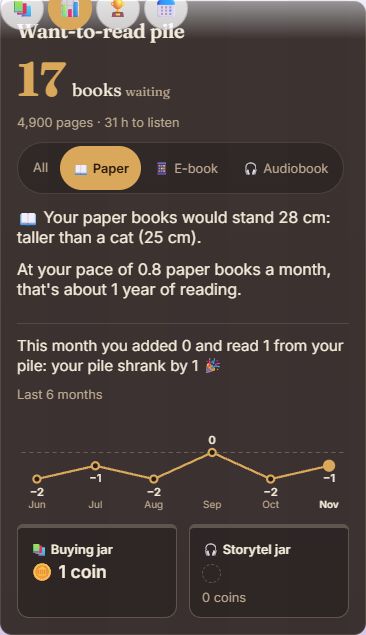 Want-to-read pile
17 books waiting
4,900 pages · 31 h to listen
All
Paper
E-book
Audiobook
Your paper books would stand 28 cm:
taller than a cat (25 cm).
At your pace of 0.8 paper books a month,
that's about 1 year of reading.
This month you added 0 and read 1 from your
pile: your pile shrank by 1
Last 6 months
−2
−1
−2
0
−2
−1
Jun
Jul
Aug
Sep
Oct
Nov
Buying jar
1 coin
Storytel jar
0 coins